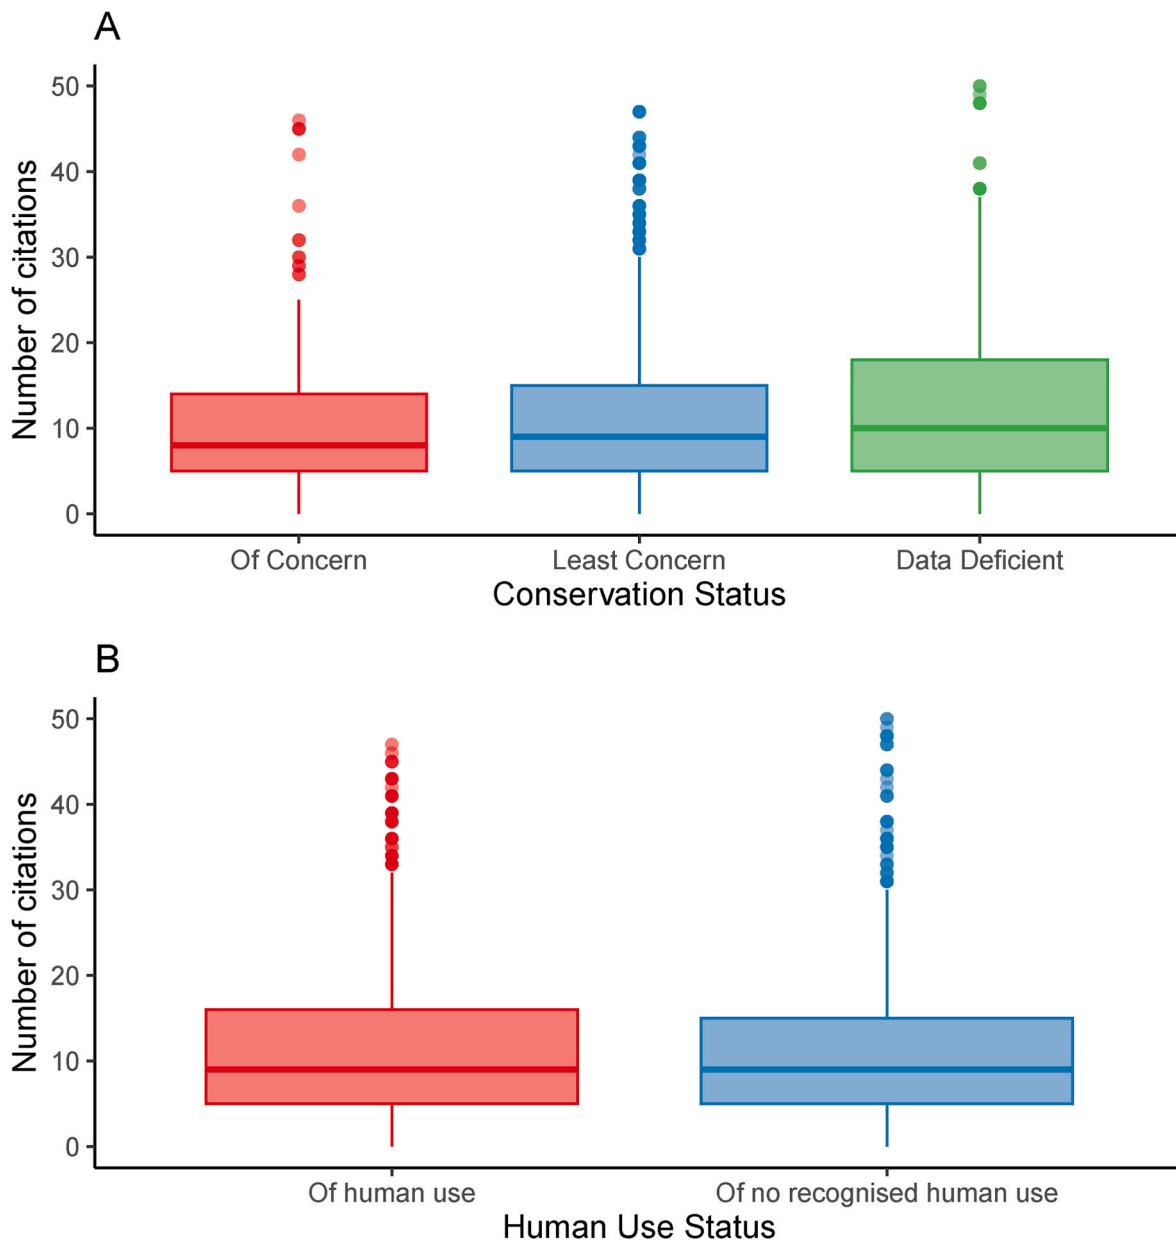 A
50
40
30
20
10
0
Number of citations
Of Concern Least Concern Data Deficient
Conservation Status
B
50
40
30
20
10
0
Number of citations
Of human use Of no recognised human use
Human Use Status